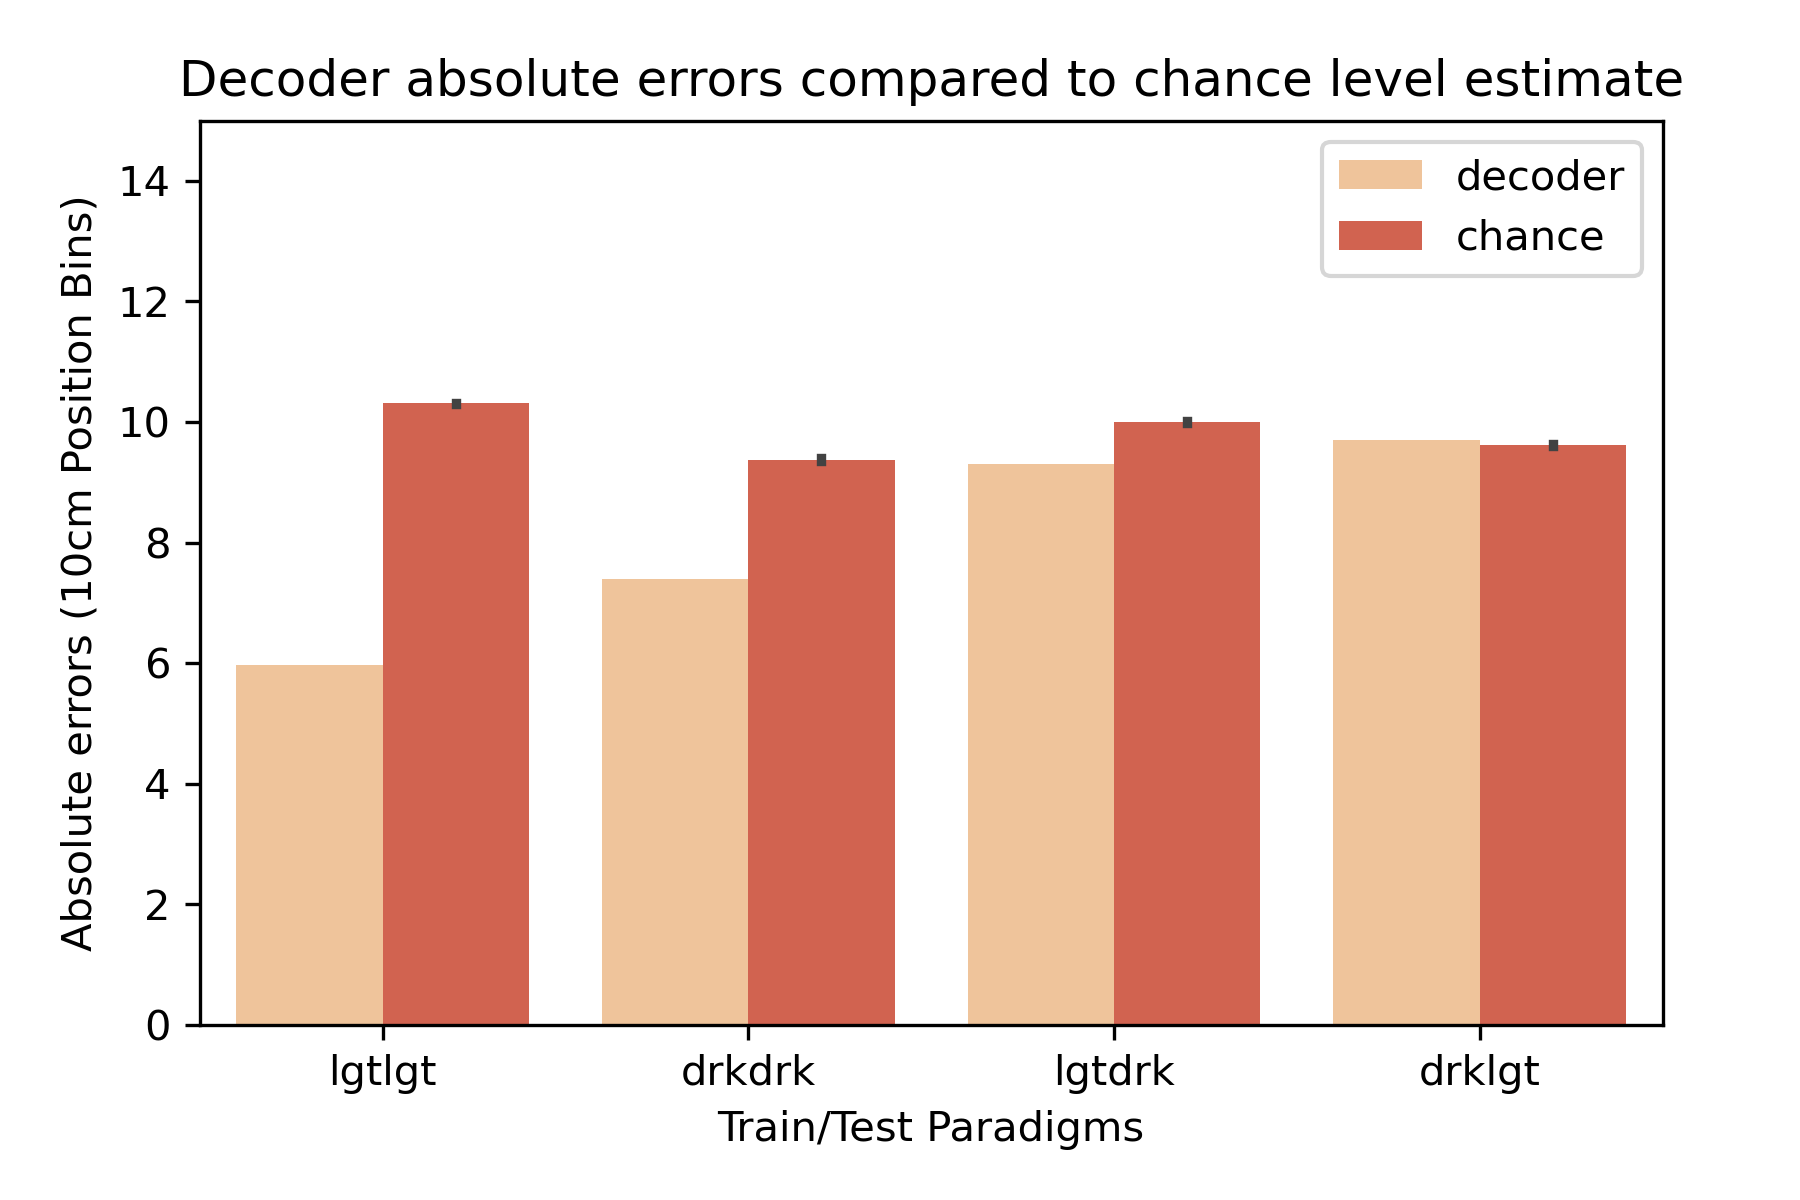 Decoder absolute errors compared to chance level estimate
decoder
chance
Absolute errors (10cm Position Bins)
14
12
10
8
6
4
2
0
lgtlgt drkdrk lgtdrk drklgt
Train/Test Paradigms